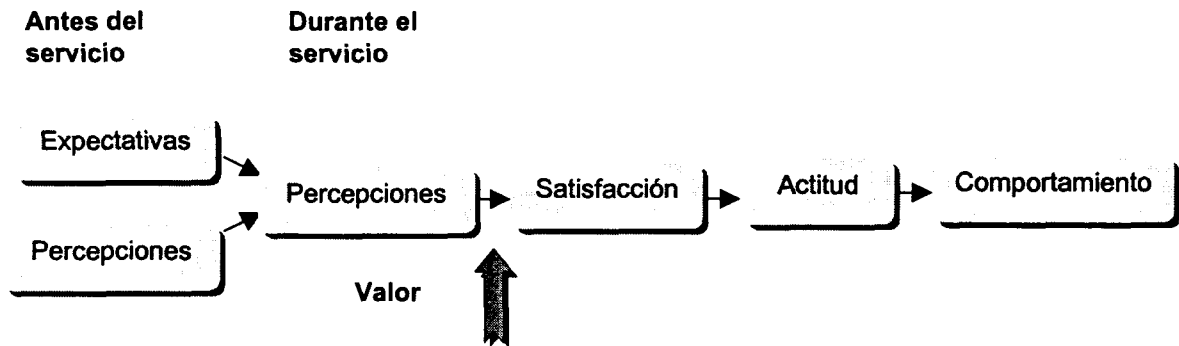 Antes del
servicio
Durante el
servicio
Expectativas
Percepciones
Percepciones
Satisfacción
Actitud
Comportamiento
Valor